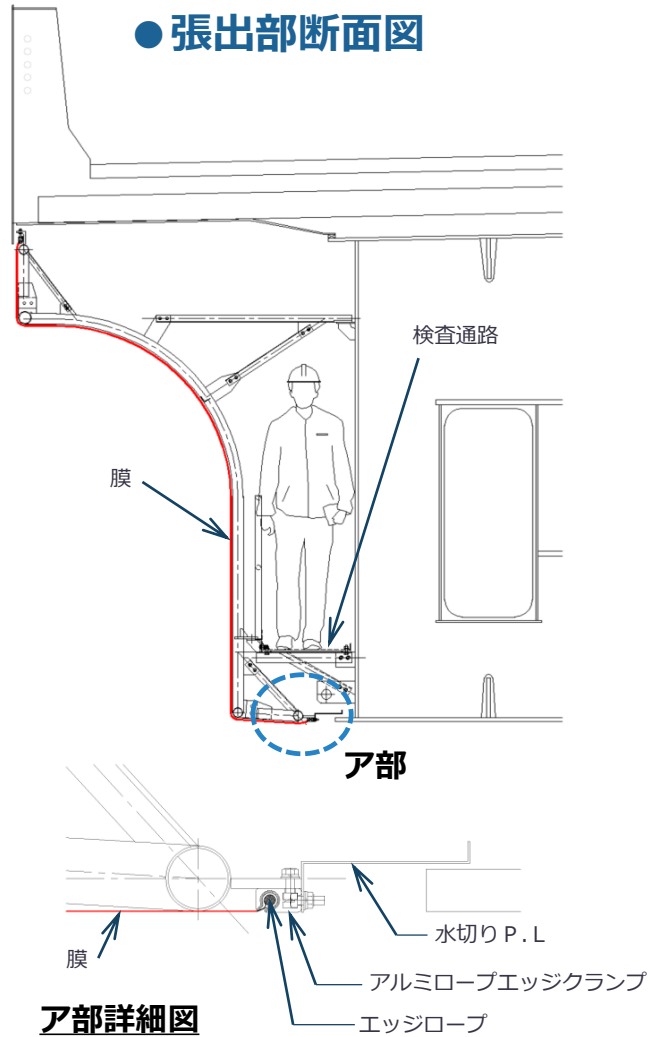 ●張出部断面図
検査通路
膜
ア部
水切りP.L
膜
アルミロープエッジクランプ
ア部詳細図
エッジロープ